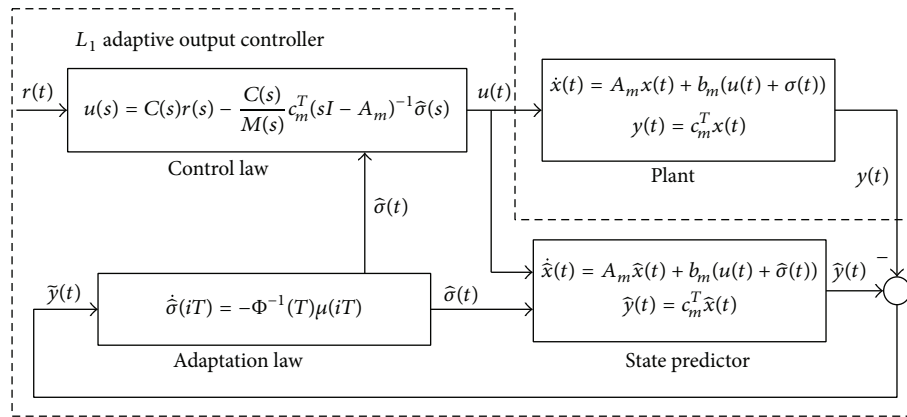 L₁ adaptive output controller
r(t)
u(s) = C(s)r(s) − C(s)/M(s) c_m^T(sI − A_m)^{−1}σ̂(s)
u(t)
Control law
ẋ(t) = A_m x(t) + b_m(u(t) + σ(t))
y(t) = c_m^T x(t)
Plant
y(t)
σ̂(t)
ỹ(t)
σ̂̇(iT) = −Φ^{−1}(T)μ(iT)
σ̂(t)
Adaptation law
x̂̇(t) = A_m x̂(t) + b_m(u(t) + σ̂(t))
ŷ(t) = c_m^T x̂(t)
ŷ(t)
−
State predictor